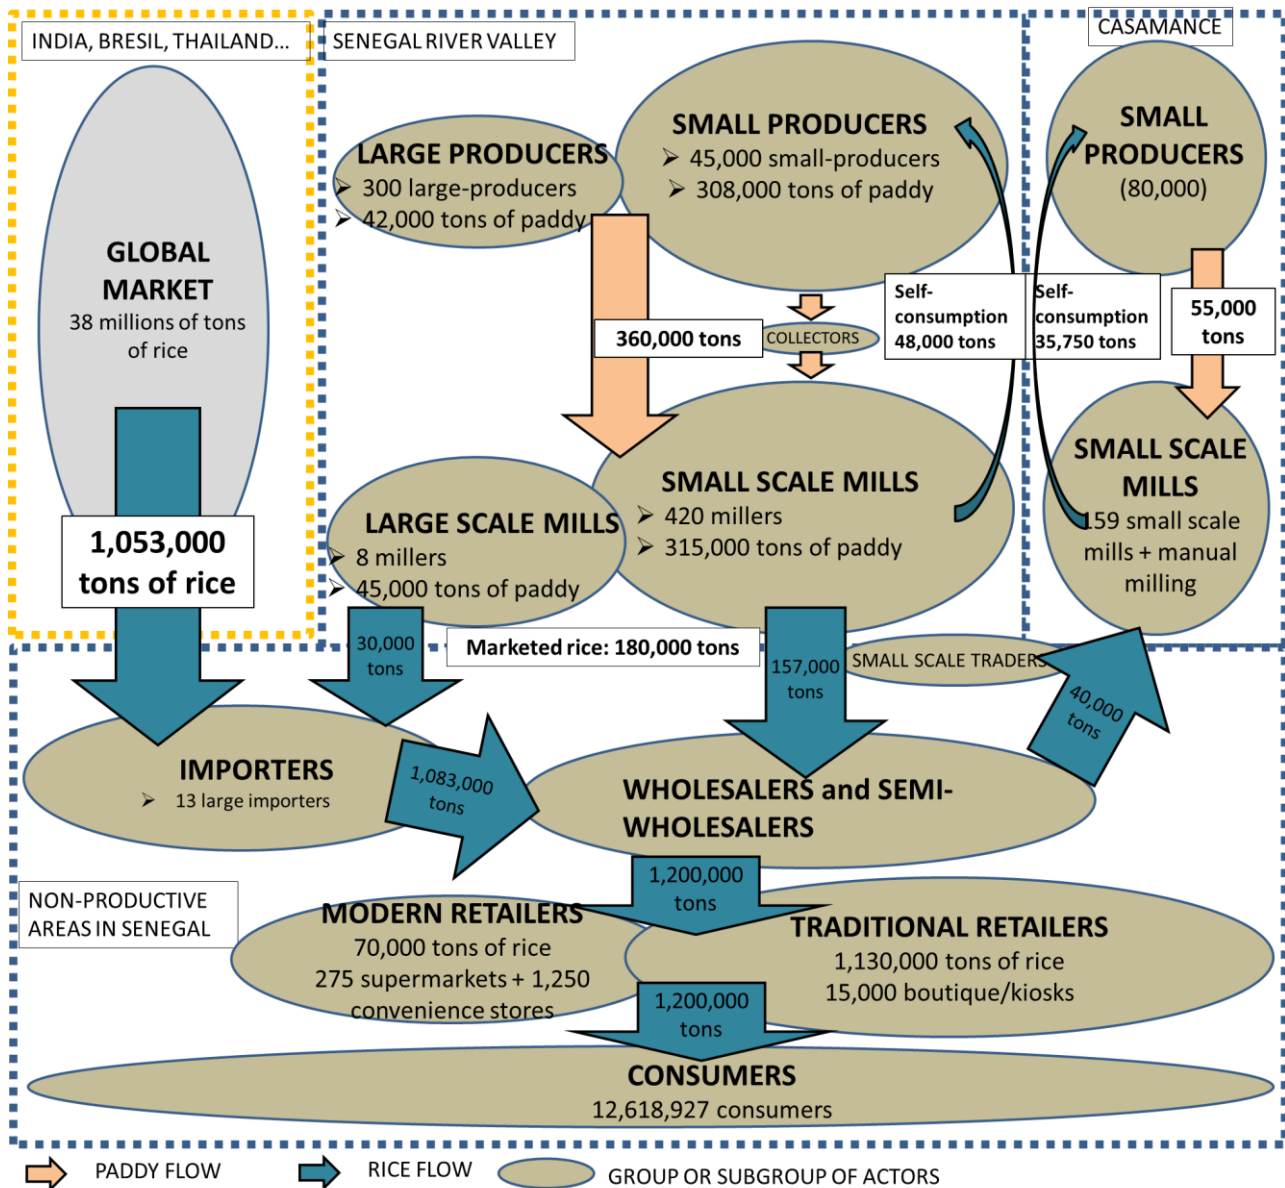 INDIA, BRESIL, THAILAND...
SENEGAL RIVER VALLEY
CASAMANCE
GLOBAL
MARKET
38 millions of tons
of rice
1,053,000
tons of rice
LARGE PRODUCERS
➢ 300 large-producers
➢ 42,000 tons of paddy
SMALL PRODUCERS
➢ 45,000 small-producers
➢ 308,000 tons of paddy
SMALL
PRODUCERS
(80,000)
360,000 tons
COLLECTORS
Self-
consumption
48,000 tons
Self-
consumption
35,750 tons
55,000
tons
LARGE SCALE MILLS
➢ 8 millers
➢ 45,000 tons of paddy
SMALL SCALE MILLS
➢ 420 millers
➢ 315,000 tons of paddy
SMALL SCALE
MILLS
159 small scale
mills + manual
milling
30,000
tons
Marketed rice: 180,000 tons
157,000
tons
SMALL SCALE TRADERS
40,000
tons
IMPORTERS
➢ 13 large importers
1,083,000
tons
WHOLESALERS and SEMI-
WHOLESALERS
1,200,000
tons
NON-PRODUCTIVE
AREAS IN SENEGAL
MODERN RETAILERS
70,000 tons of rice
275 supermarkets + 1,250
convenience stores
TRADITIONAL RETAILERS
1,130,000 tons of rice
15,000 boutique/kiosks
1,200,000
tons
CONSUMERS
12,618,927 consumers
PADDY FLOW
RICE FLOW
GROUP OR SUBGROUP OF ACTORS